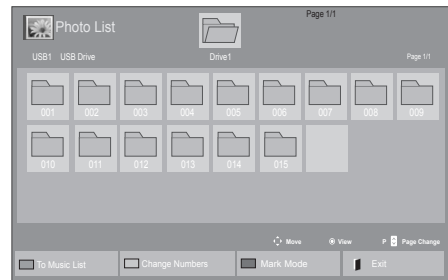 Photo List
Page 1/1
USB1 USB Drive
Drive1
Page 1/1
001 002 003 004 005 006 007 008 009
010 011 012 013 014 015
Move View P Page Change
To Music List Change Numbers Mark Mode Exit